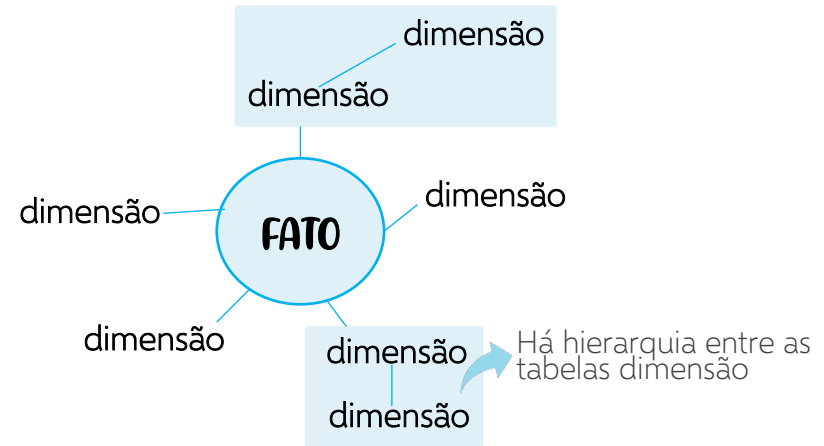 dimensão
dimensão
dimensão
dimensão
FATO
dimensão
dimensão
Há hierarquia entre as
tabelas dimensão
dimensão